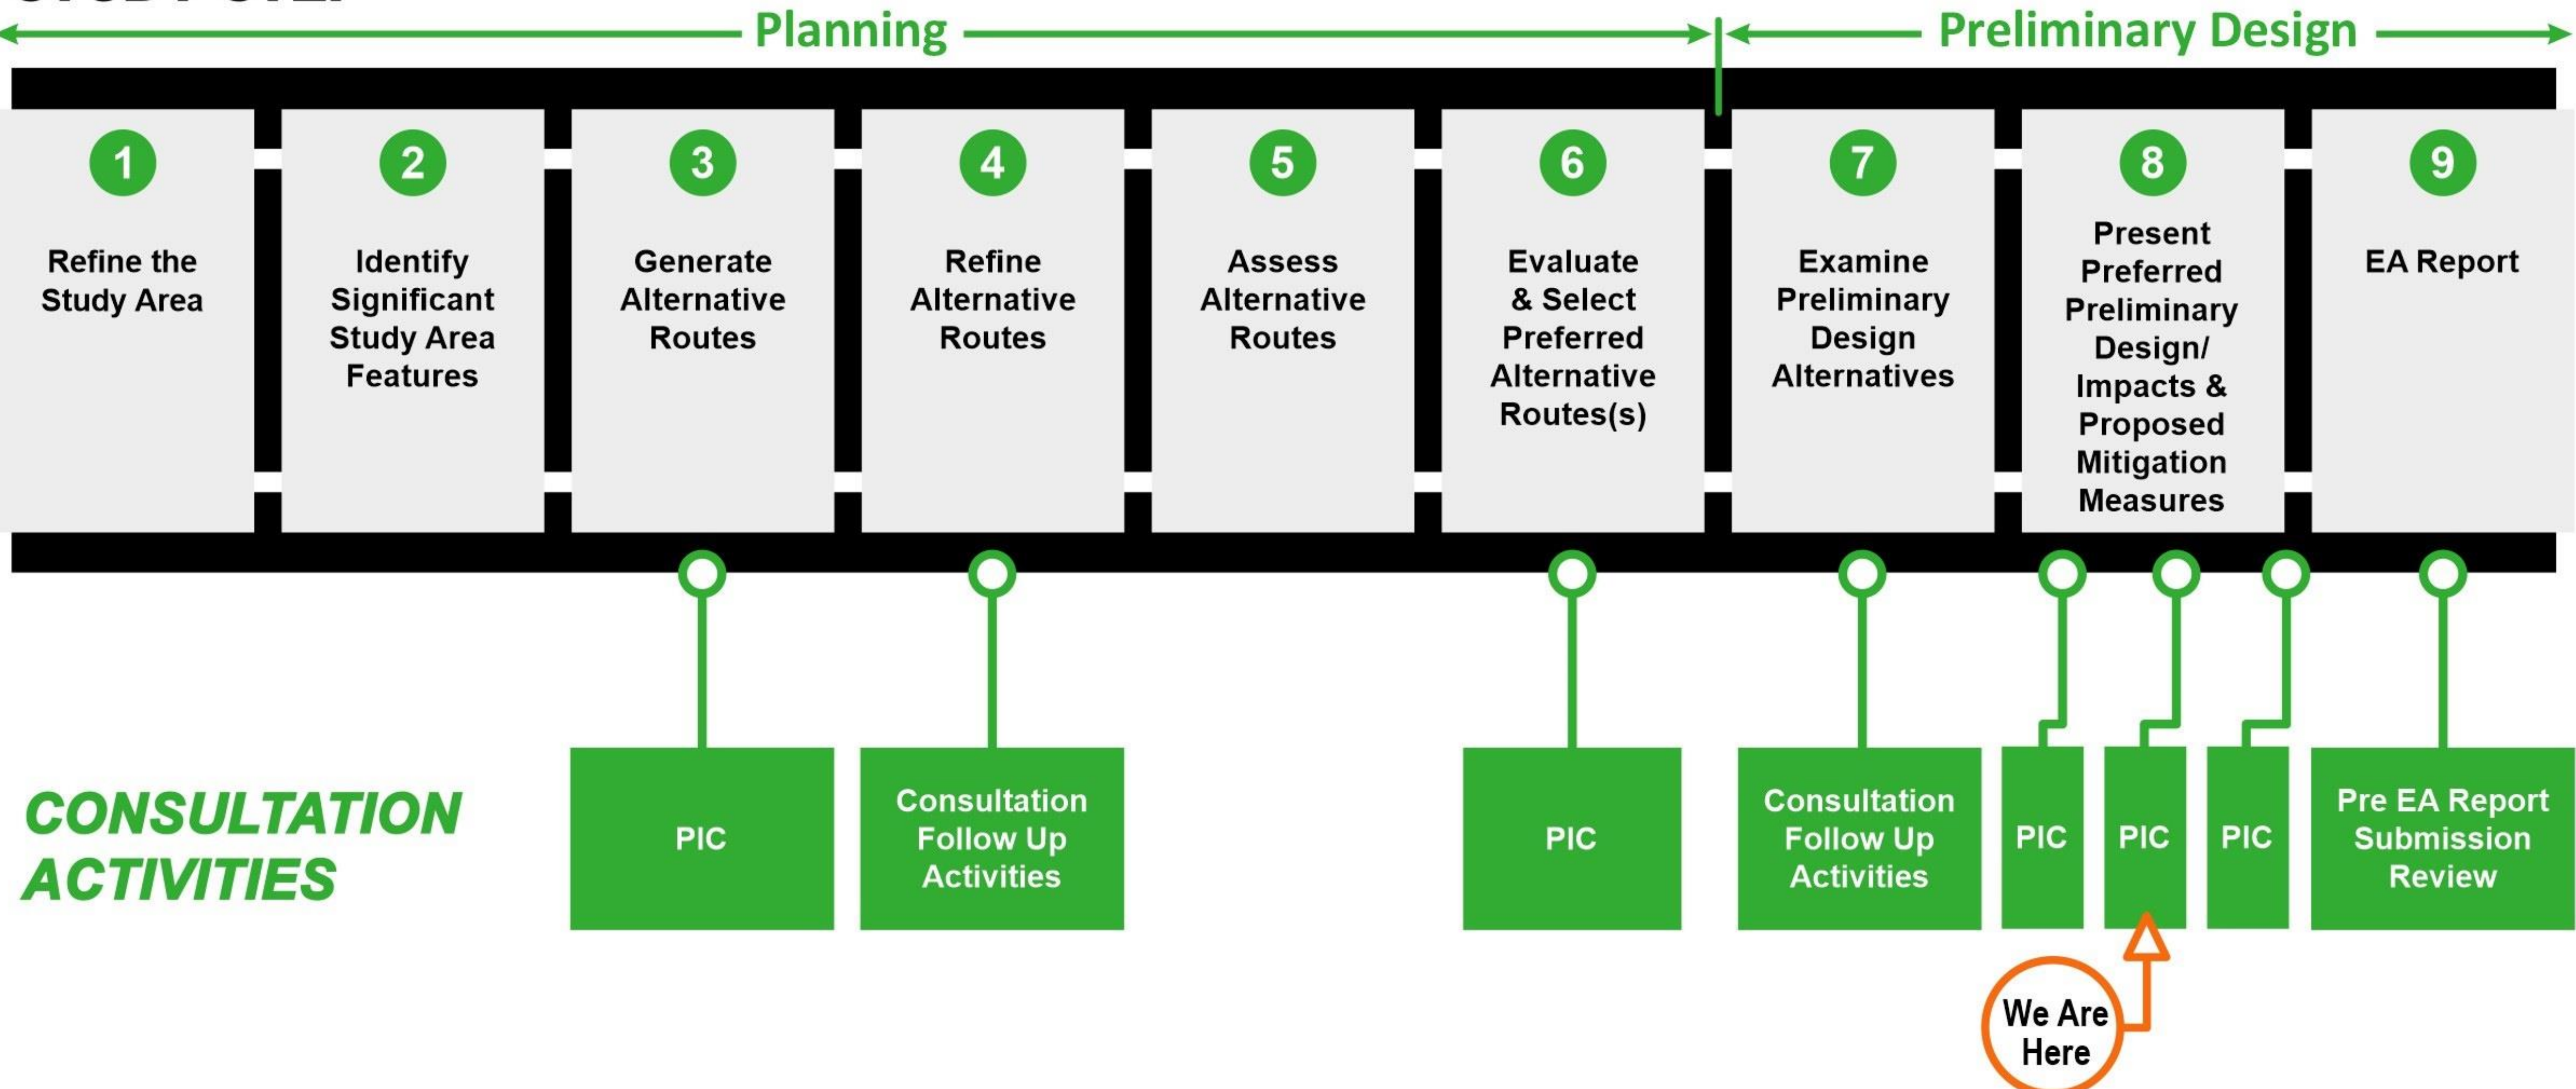 Planning
Preliminary Design
1
Refine the
Study Area
2
Identify
Significant
Study Area
Features
3
Generate
Alternative
Routes
4
Refine
Alternative
Routes
5
Assess
Alternative
Routes
6
Evaluate
& Select
Preferred
Alternative
Routes(s)
7
Examine
Preliminary
Design
Alternatives
8
Present
Preferred
Preliminary
Design/
Impacts &
Proposed
Mitigation
Measures
9
EA Report
CONSULTATION
ACTIVITIES
PIC
Consultation
Follow Up
Activities
PIC
Consultation
Follow Up
Activities
PIC
PIC
PIC
Pre EA Report
Submission
Review
We Are
Here